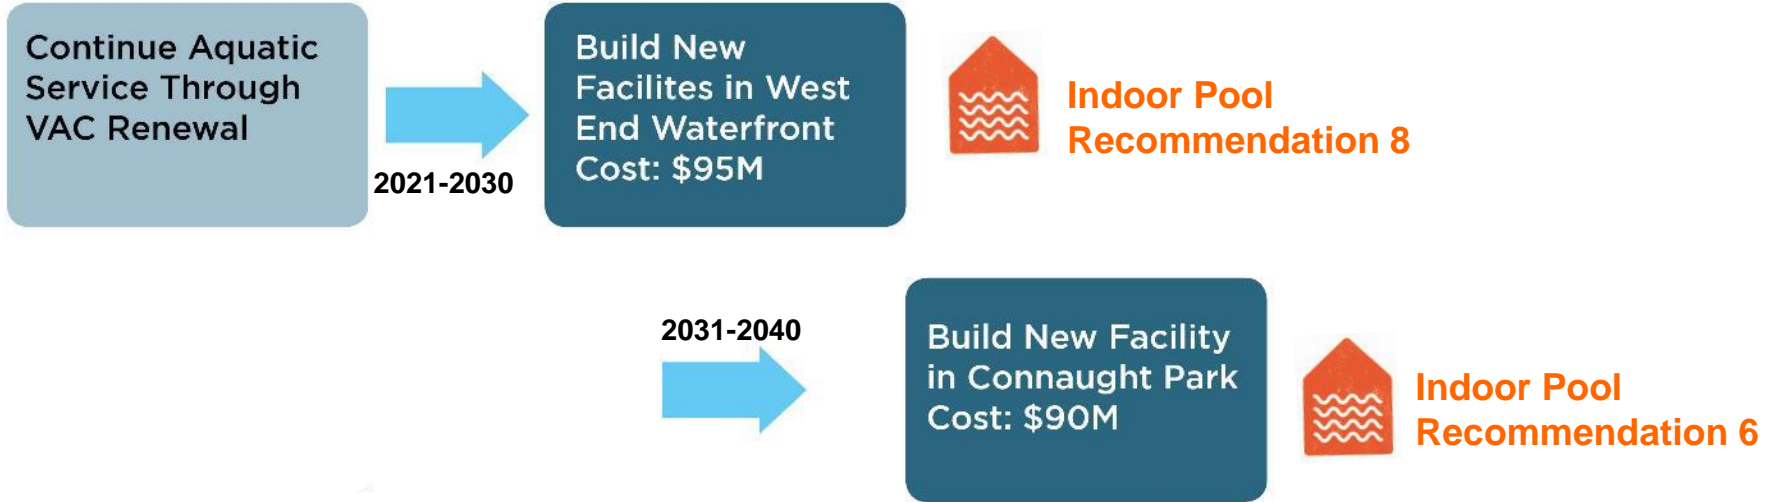 Continue Aquatic
Service Through
VAC Renewal
2021-2030
Build New
Facilites in West
End Waterfront
Cost: $95M
Indoor Pool
Recommendation 8
2031-2040
Build New Facility
in Connaught Park
Cost: $90M
Indoor Pool
Recommendation 6